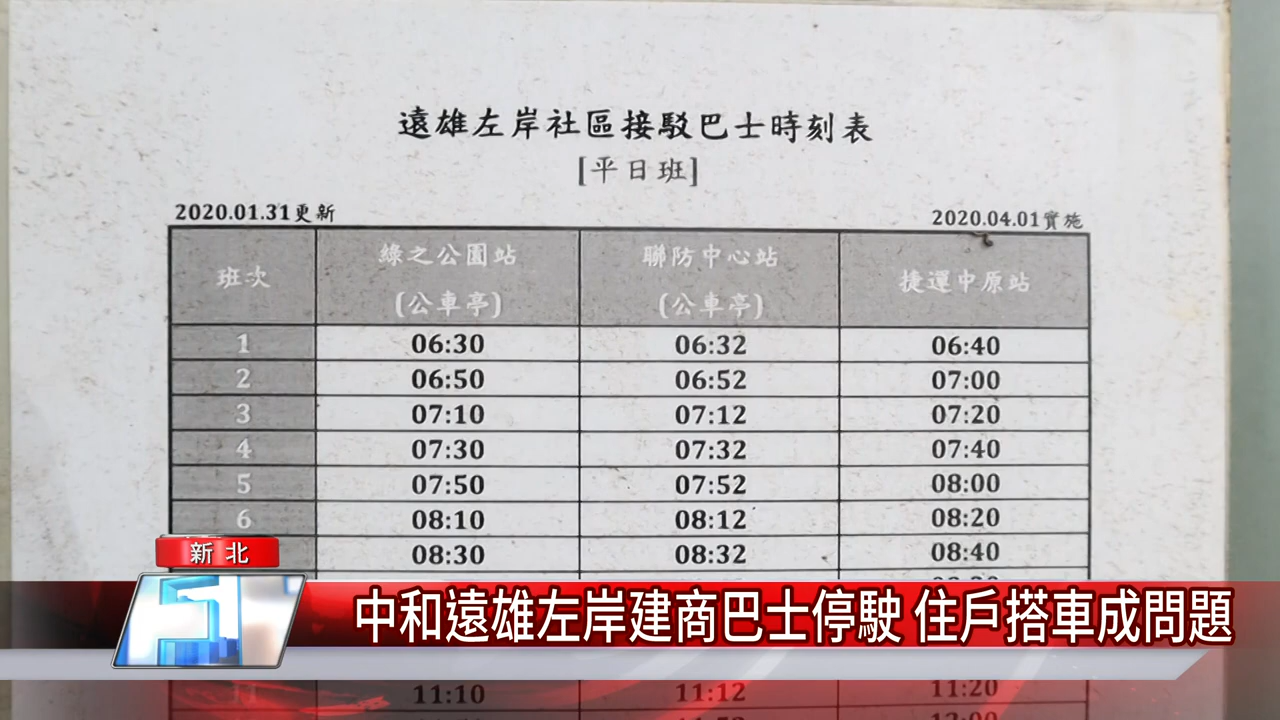 遠雄左岸社區接駁巴士時刻表
[平日班]
2020.01.31更新 2020.04.01實施
班次 綠之公園站 (公車亭) 聯防中心站 (公車亭) 捷運中原站
1 06:30 06:32 06:40
2 06:50 06:52 07:00
3 07:10 07:12 07:20
4 07:30 07:32 07:40
5 07:50 07:52 08:00
6 08:10 08:12 08:20
08:30 08:32 08:40
新北
中和遠雄左岸建商巴士停駛 住戶搭車成問題
11:10 11:12 11:20